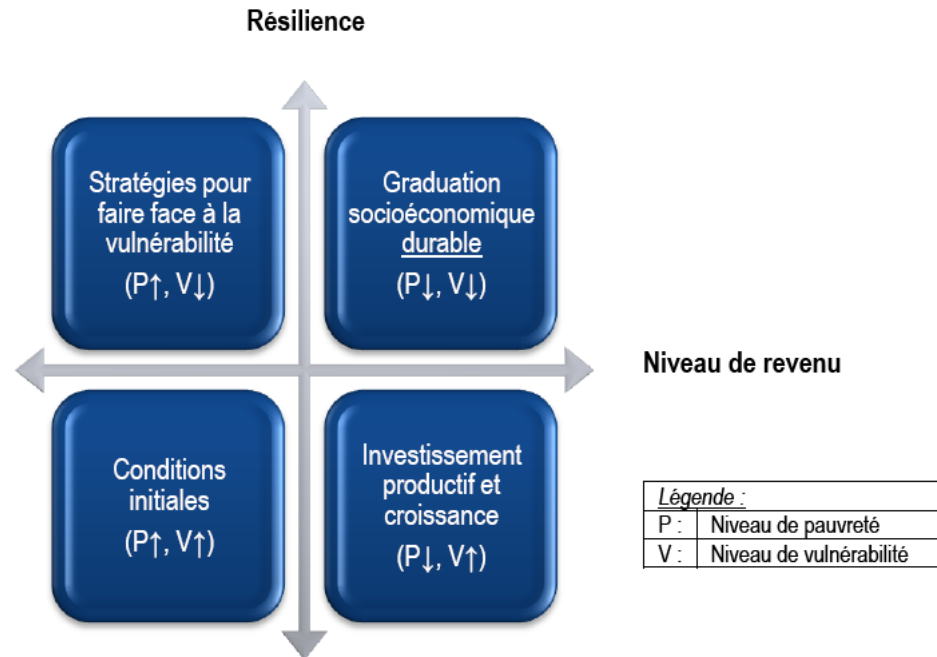 Résilience
Stratégies pour
faire face à la
vulnérabilité
(P↑, V↓)
Graduation
socioéconomique
durable
(P↓, V↓)
Niveau de revenu
Conditions
initiales
(P↑, V↑)
Investissement
productif et
croissance
(P↓, V↑)
Légende :
P : Niveau de pauvreté
V : Niveau de vulnérabilité